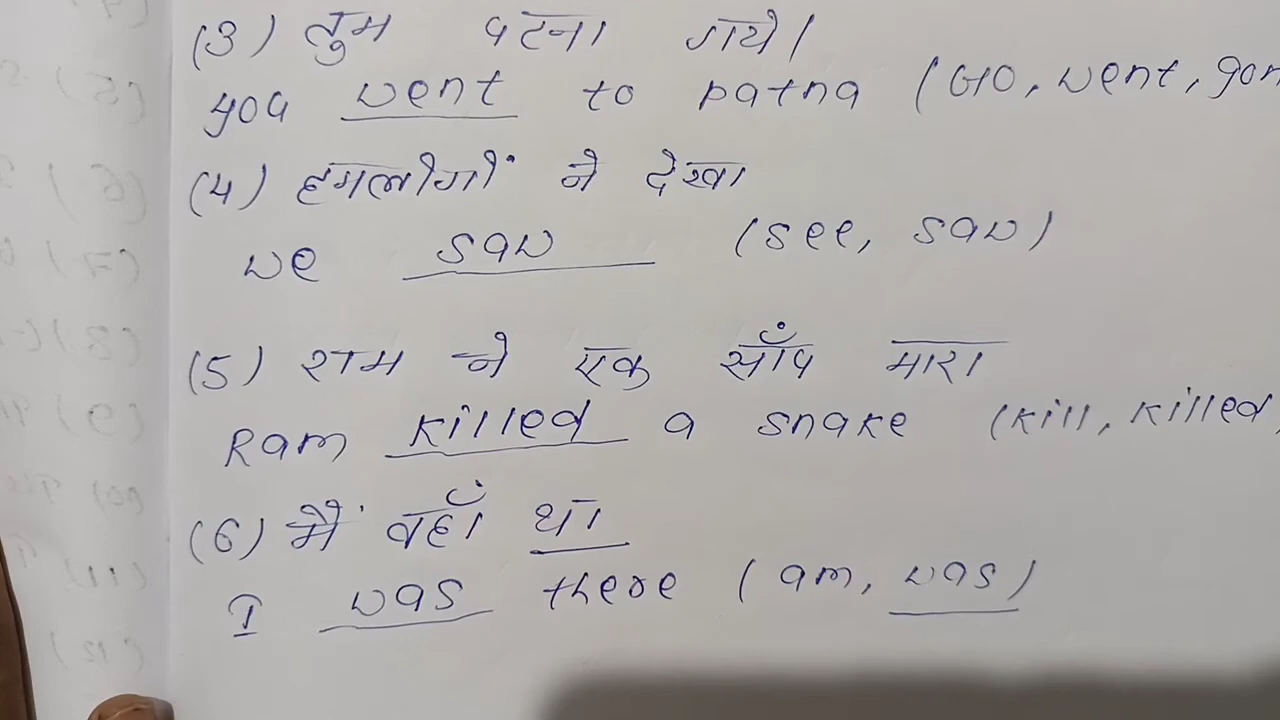 (3) तुम पटना गये।
you went to patna (GO, went, gon
(4) हमलोगों ने देखा
we saw (see, saw)
(5) राम ने एक साँप मारा
Ram killed a snake (kill, killed,
(6) मैं वहाँ था
I was there (am, was)